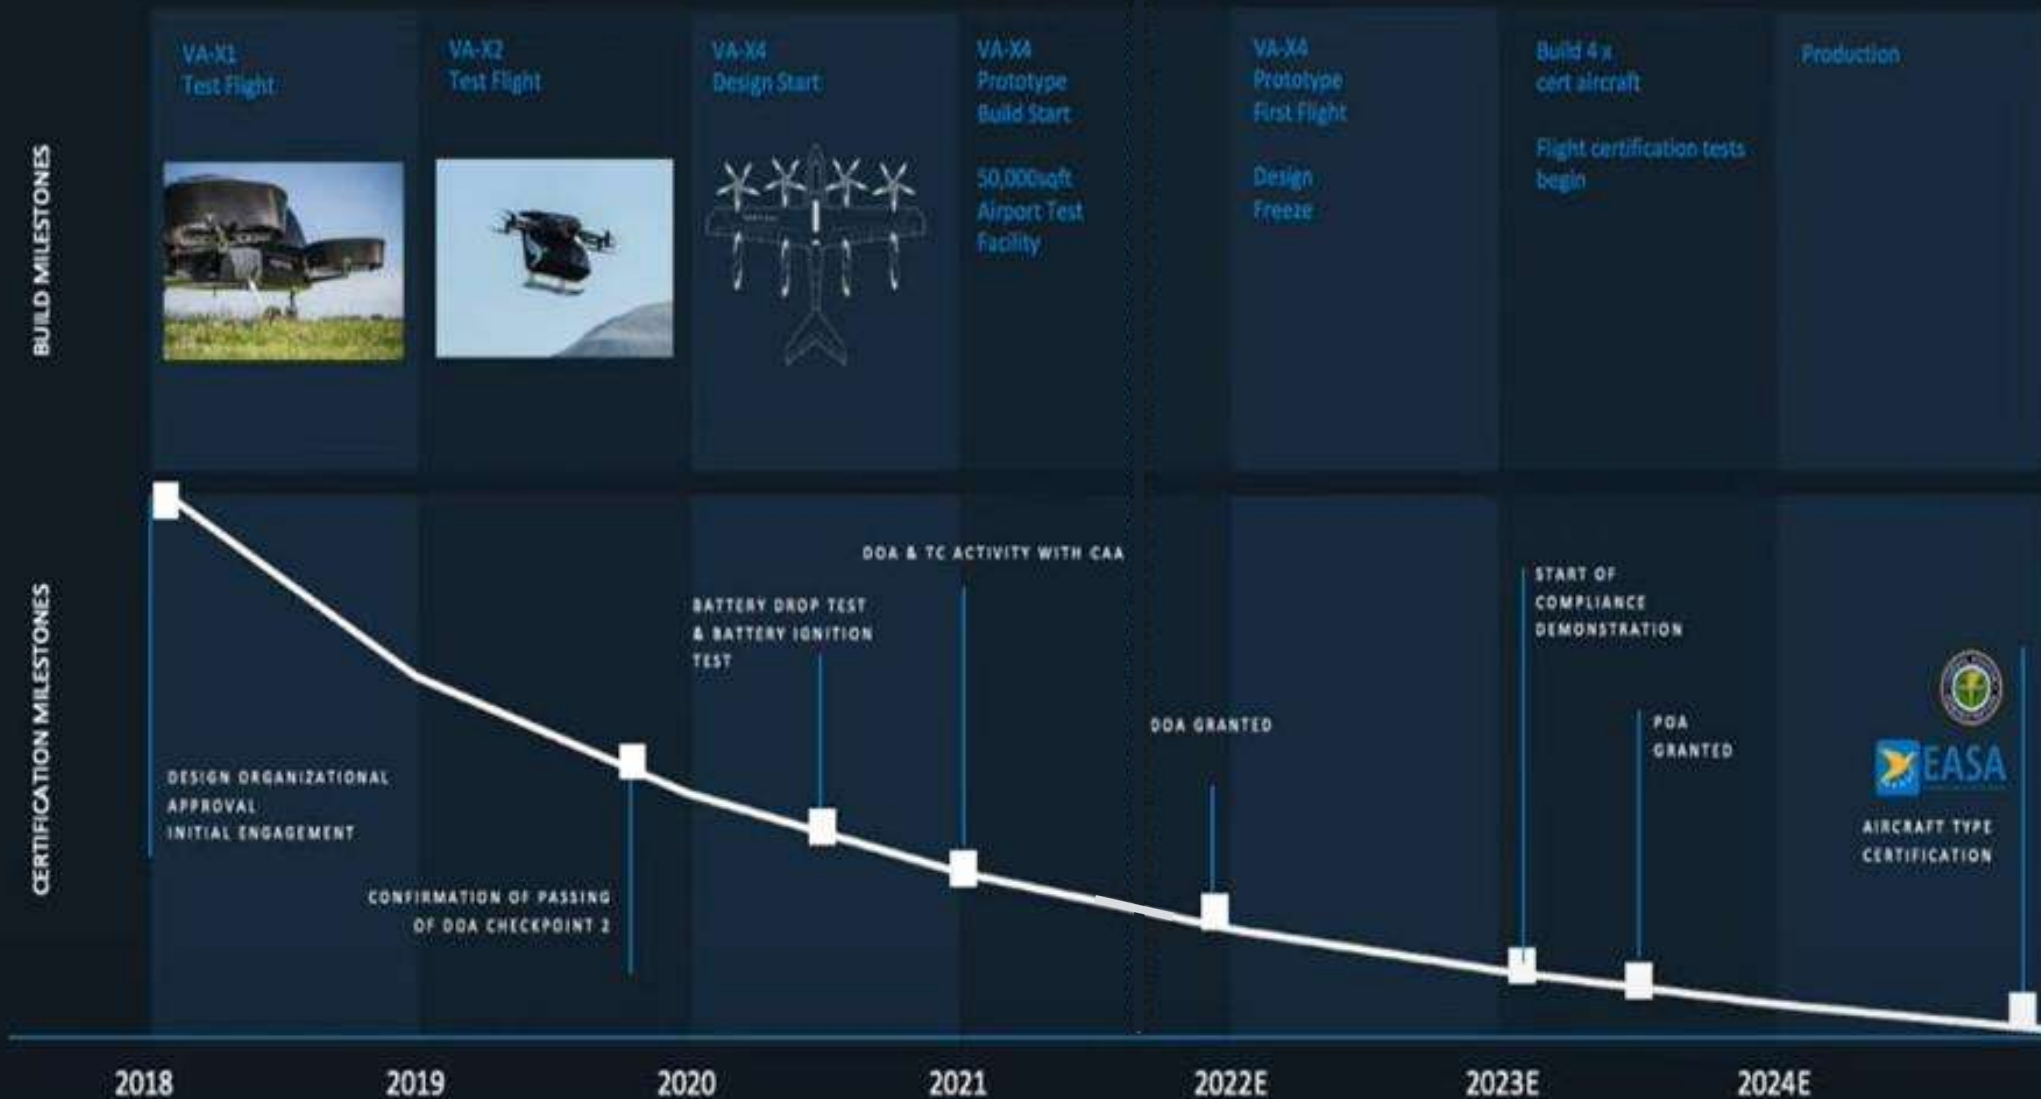 BUILD MILESTONES
VA-X1
Test Flight
VA-X2
Test Flight
VA-X4
Design Start
VA-X4
Prototype
Build Start
50,000sqft
Airport Test
Facility
VA-X4
Prototype
First Flight
Design
Freeze
Build 4 x
cert aircraft
Flight certification tests
begin
Production
CERTIFICATION MILESTONES
DESIGN ORGANIZATIONAL
APPROVAL
INITIAL ENGAGEMENT
CONFIRMATION OF PASSING
OF DOA CHECKPOINT 2
BATTERY DROP TEST
& BATTERY IGNITION
TEST
DOA & TC ACTIVITY WITH CAA
DOA GRANTED
START OF
COMPLIANCE
DEMONSTRATION
POA
GRANTED
EASA
AIRCRAFT TYPE
CERTIFICATION
2018
2019
2020
2021
2022E
2023E
2024E